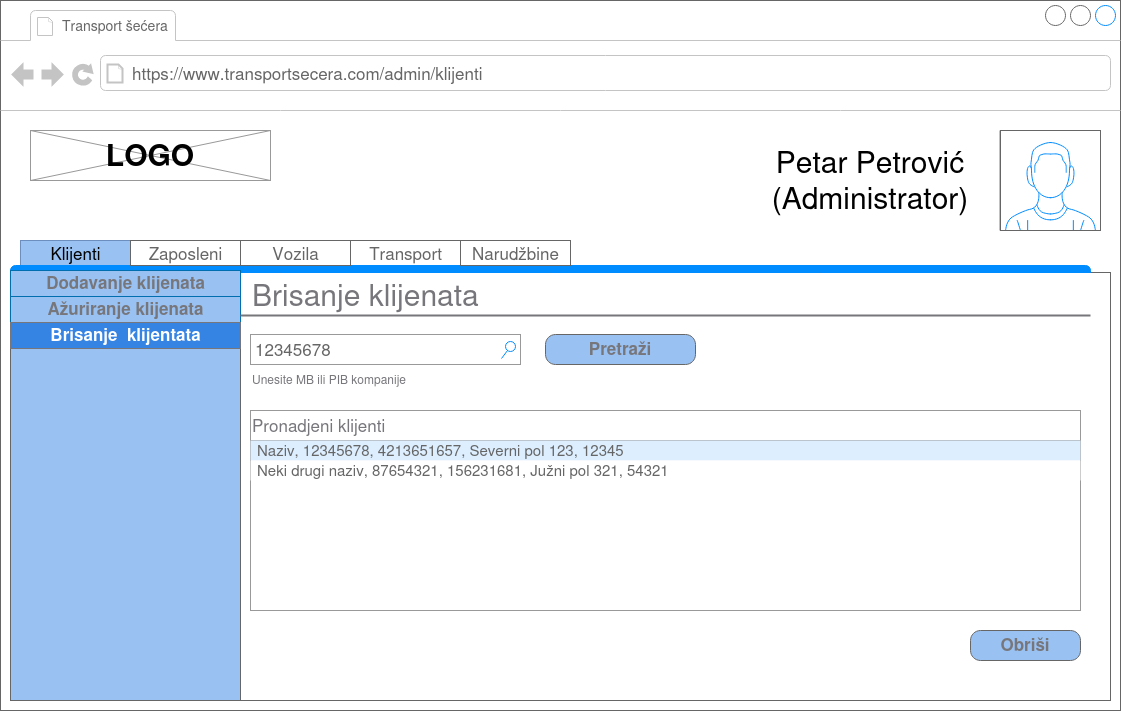 Transport šećera
https://www.transportsecera.com/admin/klijenti
LOGO
Petar Petrović
(Administrator)
Klijenti Zaposleni Vozila Transport Narudžbine
Dodavanje klijenata
Ažuriranje klijenata
Brisanje klijentata
Brisanje klijenata
12345678 Pretraži
Unesite MB ili PIB kompanije
Pronadjeni klijenti
Naziv, 12345678, 4213651657, Severni pol 123, 12345
Neki drugi naziv, 87654321, 156231681, Južni pol 321, 54321
Obriši